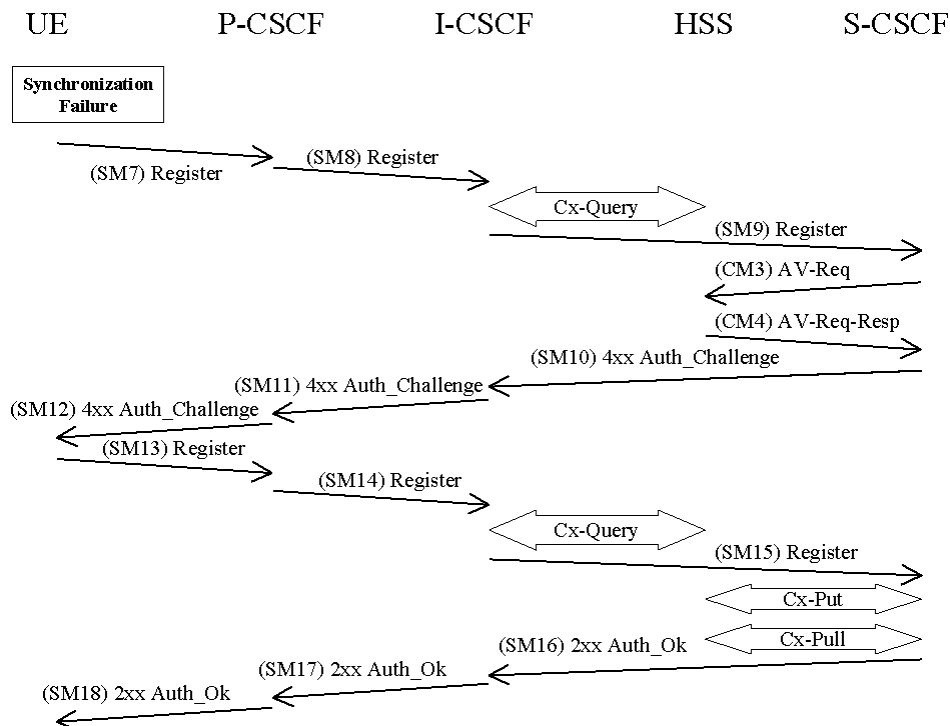 UE P-CSCF I-CSCF HSS S-CSCF
Synchronization
Failure
(SM7) Register
(SM8) Register
Cx-Query
(SM9) Register
(CM3) AV-Req
(CM4) AV-Req-Resp
(SM10) 4xx Auth_Challenge
(SM11) 4xx Auth_Challenge
(SM12) 4xx Auth_Challenge
(SM13) Register
(SM14) Register
Cx-Query
(SM15) Register
Cx-Put
Cx-Pull
(SM16) 2xx Auth_Ok
(SM17) 2xx Auth_Ok
(SM18) 2xx Auth_Ok